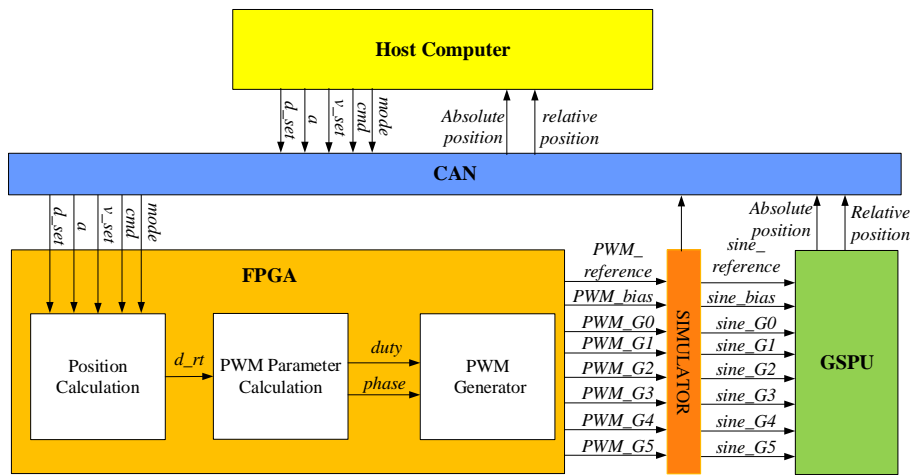 Host Computer
d_set
a
v_set
cmd
mode
Absolute
position
relative
position
CAN
d_set
a
v_set
cmd
mode
Absolute
position
Relative
position
FPGA
Position
Calculation
d_rt
PWM Parameter
Calculation
duty
phase
PWM
Generator
PWM_
reference
PWM_bias
PWM_G0
PWM_G1
PWM_G2
PWM_G3
PWM_G4
PWM_G5
SIMULATOR
sine_
reference
sine_bias
sine_G0
sine_G1
sine_G2
sine_G3
sine_G4
sine_G5
GSPU